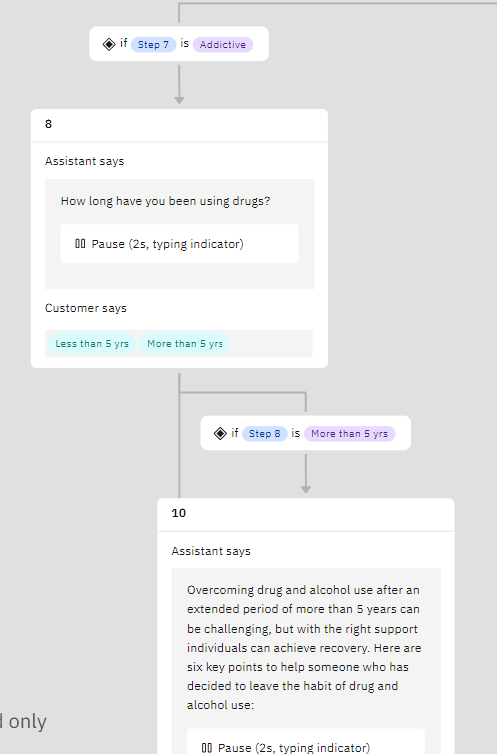 if Step 7 is Addictive
8
Assistant says
How long have you been using drugs?
Pause (2s, typing indicator)
Customer says
Less than 5 yrs More than 5 yrs
if Step 8 is More than 5 yrs
10
Assistant says
Overcoming drug and alcohol use after an
extended period of more than 5 years can
be challenging, but with the right support
individuals can achieve recovery. Here are
six key points to help someone who has
decided to leave the habit of drug and
alcohol use:
only
Pause (2s, typing indicator)